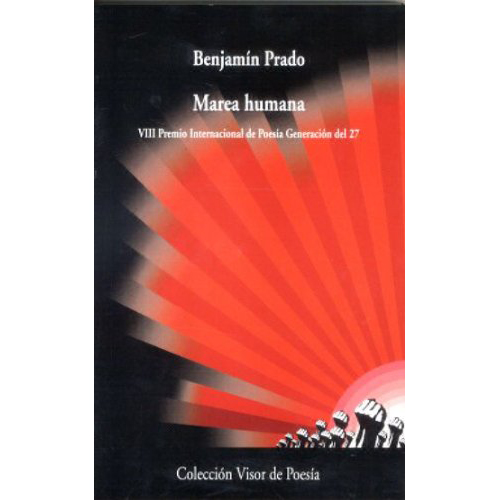 Benjamín Prado
Marea humana
VIII Premio Internacional de Poesía Generación del 27
Colección Visor de Poesía